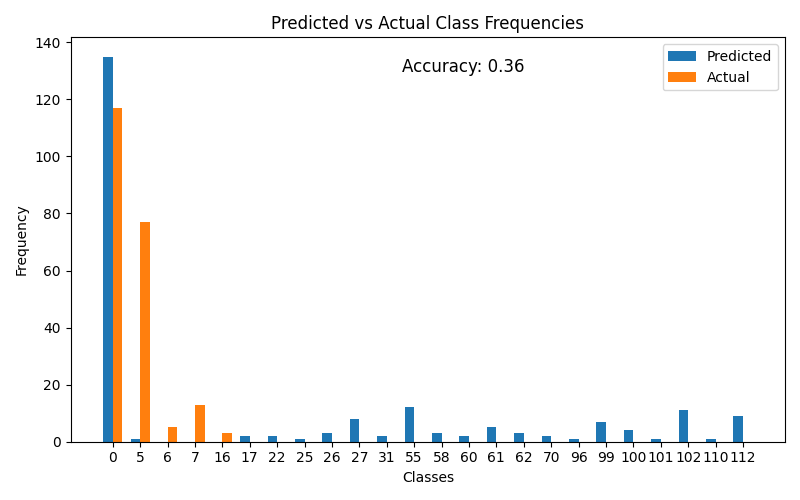 Predicted vs Actual Class Frequencies
Accuracy: 0.36
Predicted
Actual
Frequency
140
120
100
80
60
40
20
0
0 5 6 7 16 17 22 25 26 27 31 55 58 60 61 62 70 96 99 100 101 102 110 112
Classes